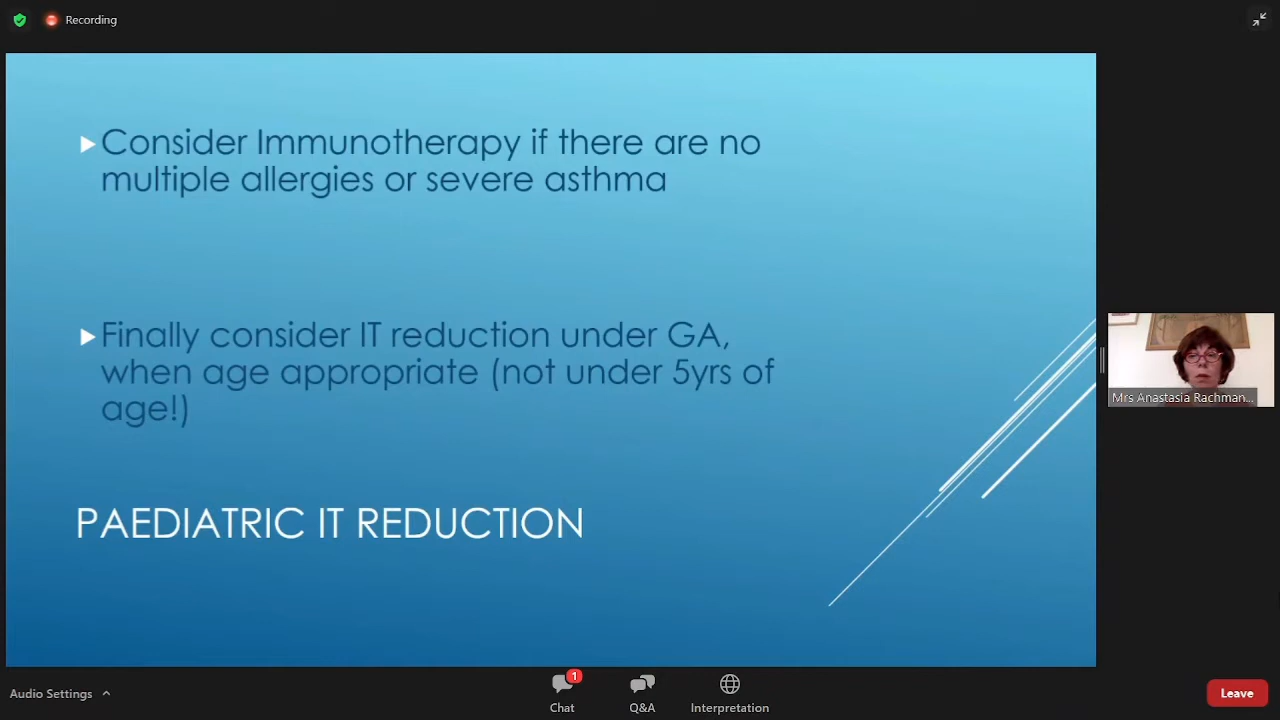 Recording
Consider Immunotherapy if there are no
multiple allergies or severe asthma
Finally consider IT reduction under GA,
when age appropriate (not under 5yrs of
age!)
PAEDIATRIC IT REDUCTION
Mrs Anastasia Rachman...
Audio Settings
1
Chat
Q&A
Interpretation
Leave